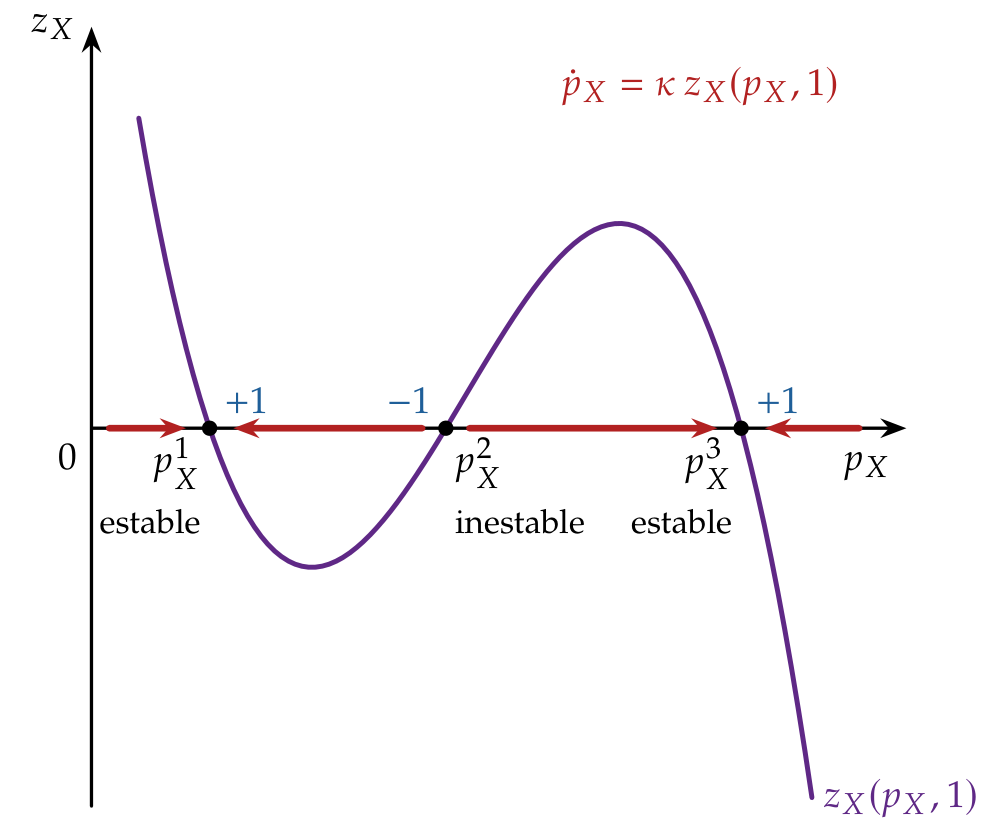 z_X
ṗ_X = κ z_X(p_X, 1)
+1 −1 +1
0 p_X^1 p_X^2 p_X^3 p_X
estable inestable estable
z_X(p_X, 1)